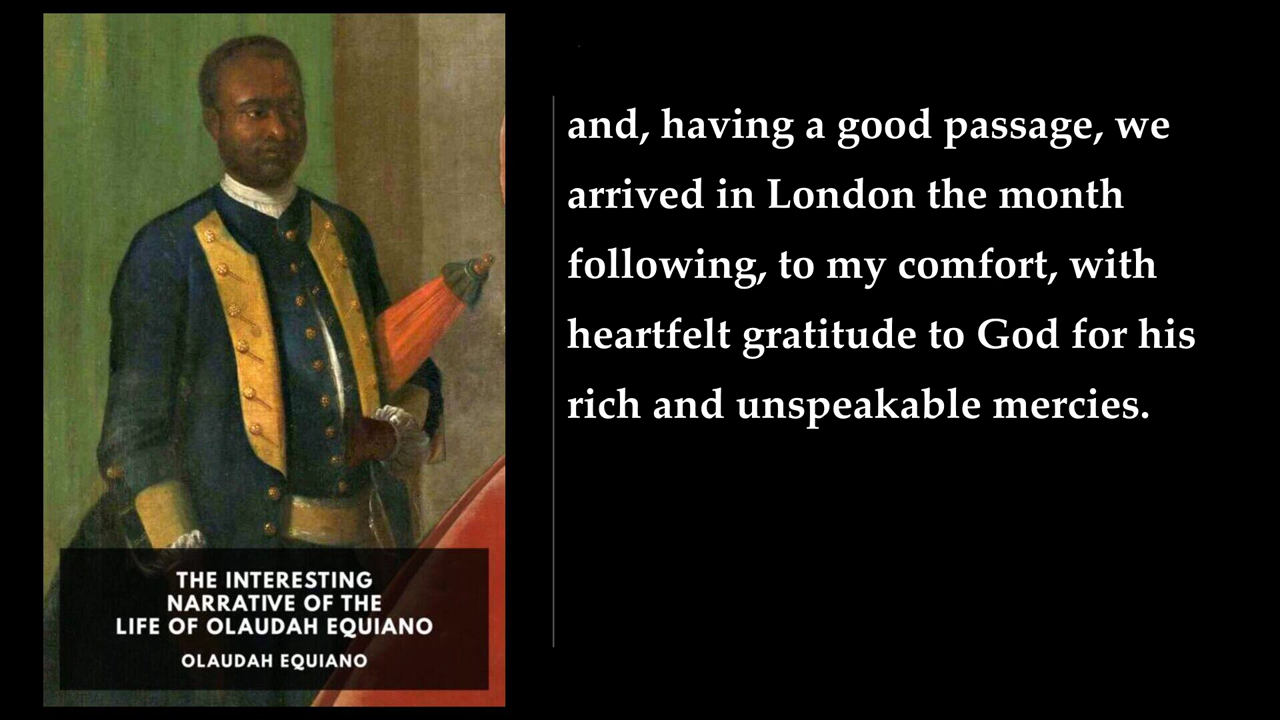 THE INTERESTING
NARRATIVE OF THE
LIFE OF OLAUDAH EQUIANO
OLAUDAH EQUIANO
and, having a good passage, we
arrived in London the month
following, to my comfort, with
heartfelt gratitude to God for his
rich and unspeakable mercies.